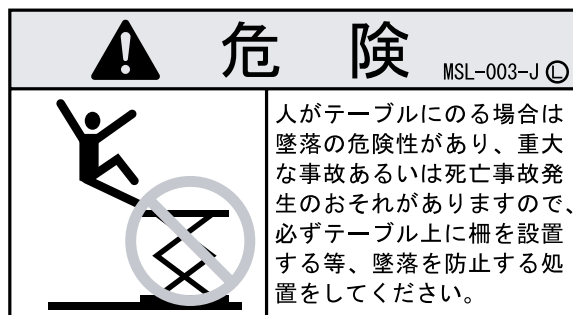 危険 MSL-003-J Ⓛ
人がテーブルにのる場合は
墜落の危険性があり、重大
な事故あるいは死亡事故発
生のおそれがありますので、
必ずテーブル上に柵を設置
する等、墜落を防止する処
置をしてください。